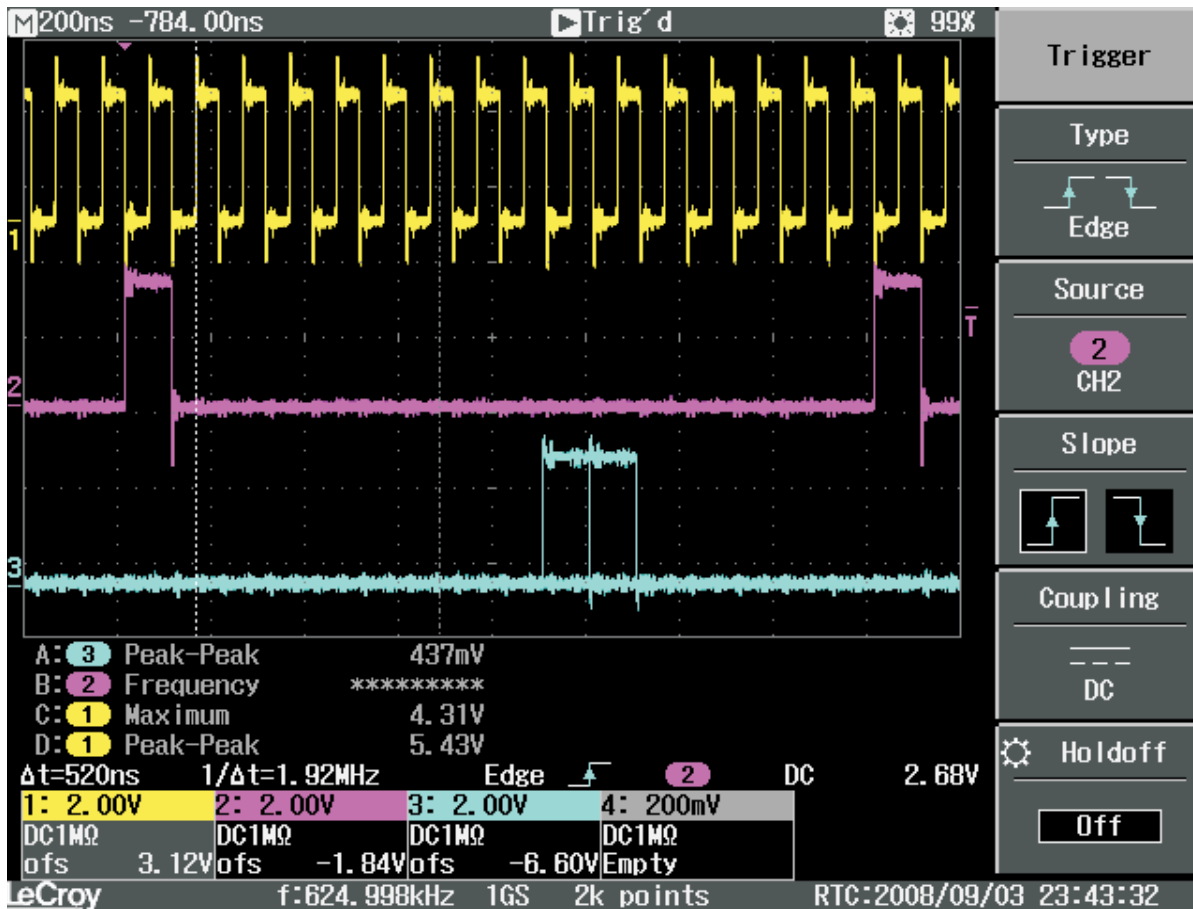 M 200ns -784.00ns Trig´d 99%
Trigger
Type
Edge
Source
2
CH2
Slope
Coupling
DC
Holdoff
Off
1
2
T
3
A: 3 Peak-Peak 437mV
B: 2 Frequency *********
C: 1 Maximum 4.31V
D: 1 Peak-Peak 5.43V
Δt=520ns 1/Δt=1.92MHz Edge 2 DC 2.68V
1: 2.00V 2: 2.00V 3: 2.00V 4: 200mV
DC1MΩ DC1MΩ DC1MΩ DC1MΩ
ofs 3.12V ofs -1.84V ofs -6.60V Empty
LeCroy f:624.998kHz 1GS 2k points RTC:2008/09/03 23:43:32